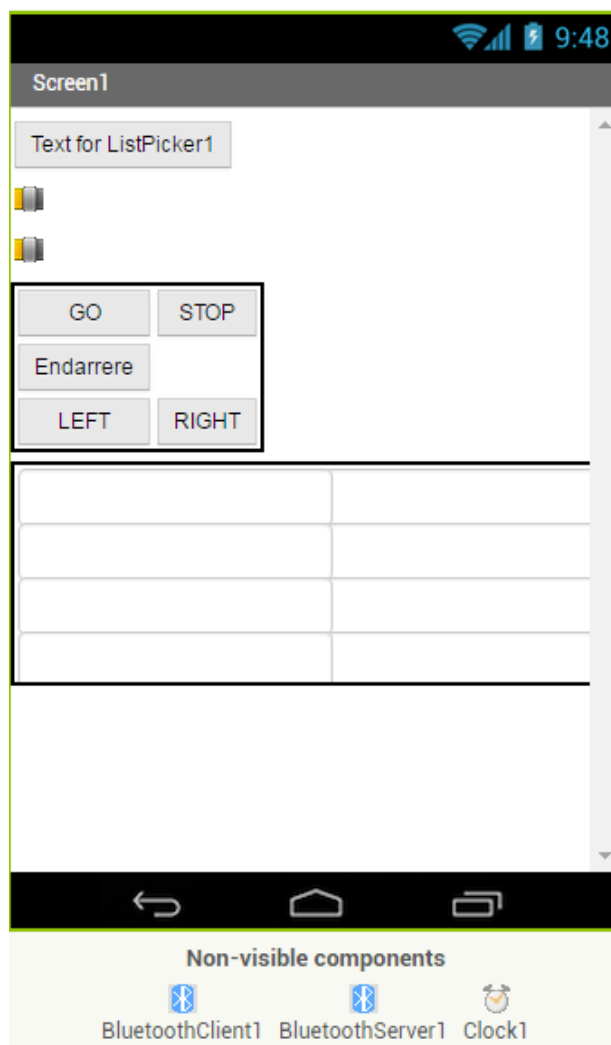 9:48
Screen1
Text for ListPicker1
GO STOP
Endarrere
LEFT RIGHT
Non-visible components
BluetoothClient1 BluetoothServer1 Clock1